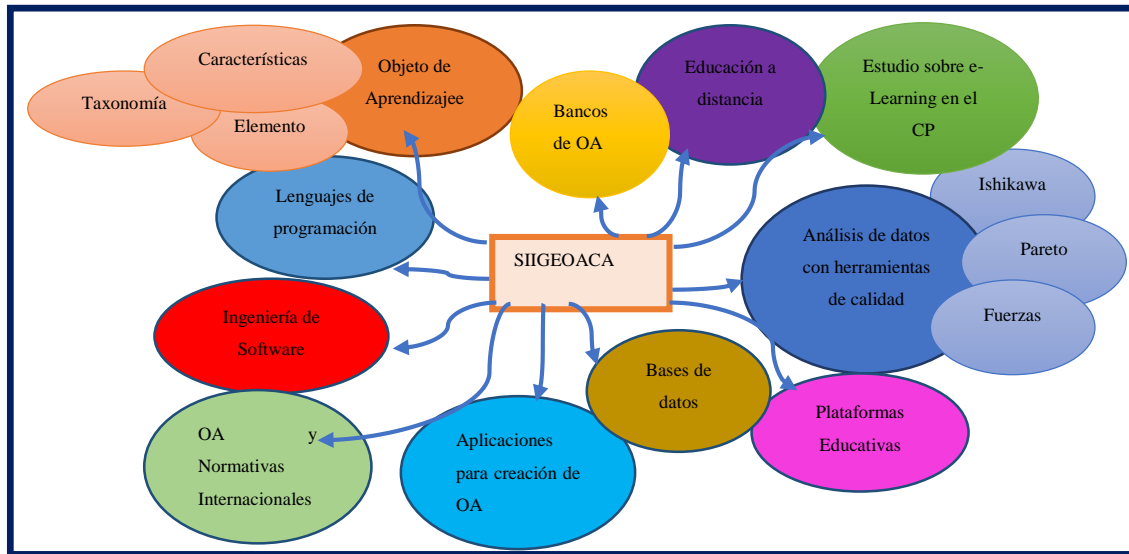 Características
Taxonomía
Elemento
Objeto de
Aprendizajee
Bancos
de OA
Educación a
distancia
Estudio sobre e-
Learning en el
CP
Lenguajes de
programación
SIIGEOACA
Análisis de datos
con herramientas
de calidad
Ishikawa
Pareto
Fuerzas
Ingeniería de
Software
Bases de
datos
Plataformas
Educativas
OA y
Normativas
Internacionales
Aplicaciones
para creación de
OA